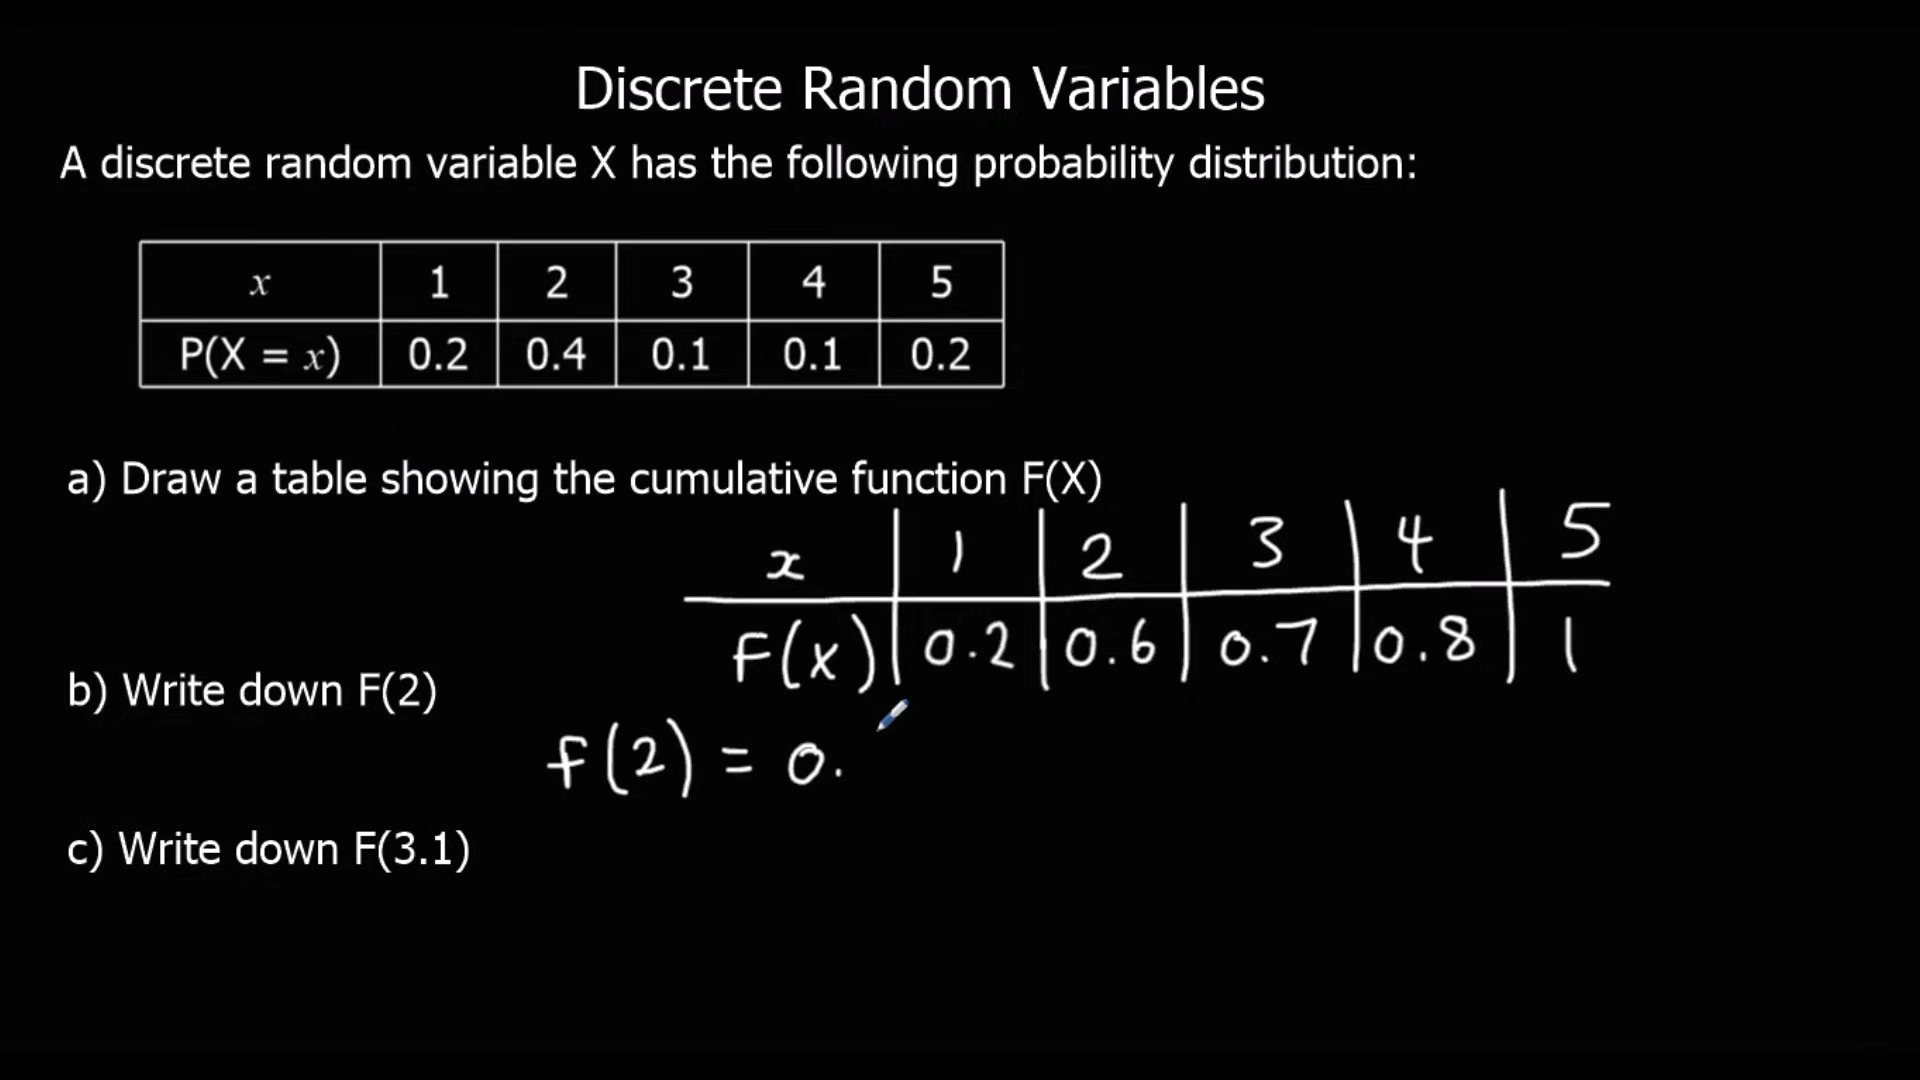 Discrete Random Variables
A discrete random variable X has the following probability distribution:
x 1 2 3 4 5
P(X = x) 0.2 0.4 0.1 0.1 0.2
a) Draw a table showing the cumulative function F(X)
x 1 2 3 4 5
F(x) 0.2 0.6 0.7 0.8 1
b) Write down F(2)
f(2) = 0.
c) Write down F(3.1)